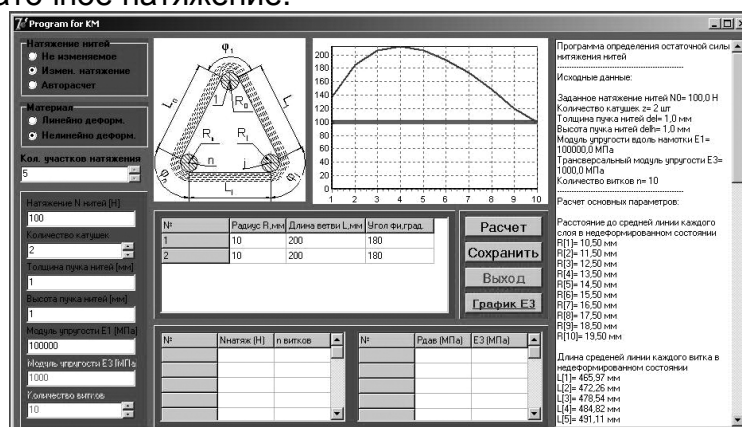 аточное натяжение.
Program for KM
Натяжение нитей
Не изменяемое
Измен. натяжение
Авторасчет
Материал
Линейно деформ.
Нелинейно деформ.
Кол. участков натяжения
5
Натяжение N нитей [Н]
100
Количество катушек
2
Толщина пучка нитей [мм]
1
Высота пучка нитей [мм]
1
Модуль упругости E1 (МПа)
100000
Модуль упругости E3 (МПа
1000
Количество витков
10
φ1
Ln
L
1
Rn
R
R
n
i
φn
φi
Li
200
180
160
140
120
100
80
60
40
20
0
0 1 2 3 4 5 6 7 8 9 10
№ Радиус R,мм Длина ветви L,мм Угол фи,град.
1 10 200 180
2 10 200 180
Расчет
Сохранить
Выход
График E3
№ Nнатяж (Н) n витков
№ Рдав (МПа) E3 (МПа)
Программа определения остаточной силы
нитяжения нитей
Исходные данные:
Заданное натяжение нитей N0= 100,0 Н
Количество катушек z= 2 шт
Толщина пучка нитей del= 1,0 мм
Высота пучка нитей delh= 1,0 мм
Модуль упругости вдоль намотки E1=
100000,0 МПа
Трансверсальный модуль упругости E3=
1000,0 МПа
Количество витков n= 10
Расчет основных параметров:
Расстояние до средней линии каждого
слоя в недеформированном состоянии
R[1]= 10,50 мм
R[2]= 11,50 мм
R[3]= 12,50 мм
R[4]= 13,50 мм
R[5]= 14,50 мм
R[6]= 15,50 мм
R[7]= 16,50 мм
R[8]= 17,50 мм
R[9]= 18,50 мм
R[10]= 19,50 мм
Длина среденей линии каждого витка в
недеформированном состоянии
L[1]= 465,97 мм
L[2]= 472,26 мм
L[3]= 478,54 мм
L[4]= 484,82 мм
L[5]= 491,11 мм